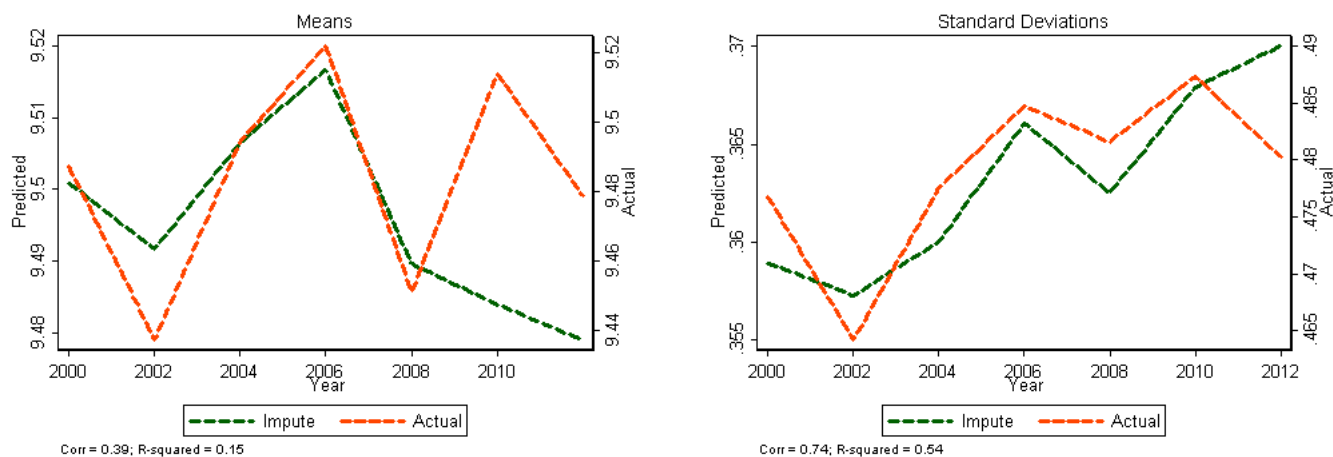 Means
Predicted
9.52
9.51
9.5
9.49
9.48
Actual
9.52
9.5
9.48
9.46
9.44
2000
2002
2004
2006
2008
2010
Year
Impute
Actual
Corr = 0.39; R-squared = 0.15
Standard Deviations
Predicted
.37
.365
.36
.355
Actual
.49
.485
.48
.475
.47
.465
2000
2002
2004
2006
2008
2010
2012
Year
Impute
Actual
Corr = 0.74; R-squared = 0.54